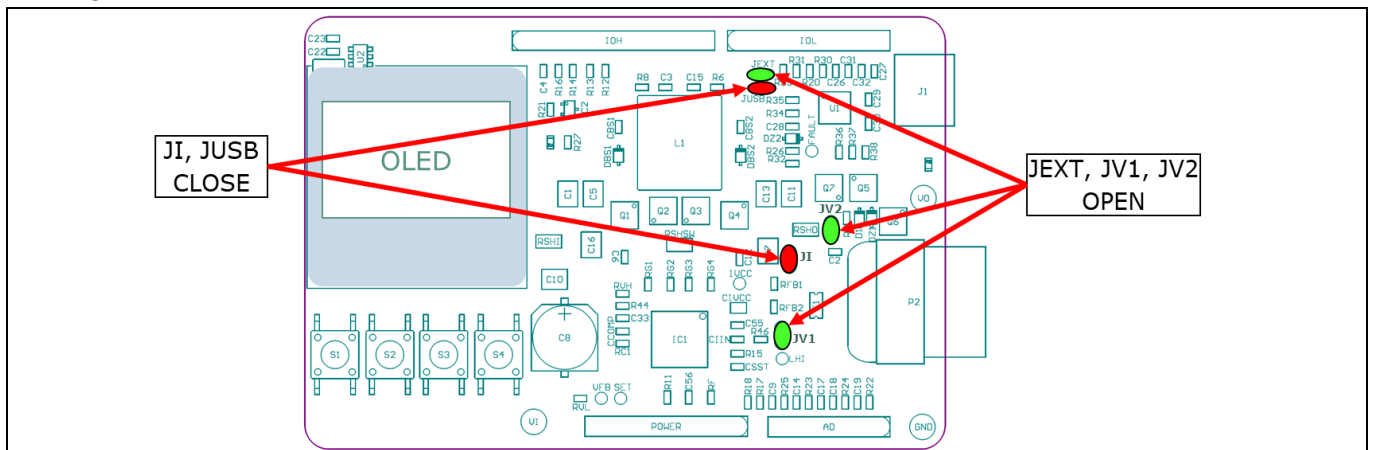 IOH
IOL
C23
C22
U2
JEXT
JUSB
C4
R16
R14
R13
R12
R8
C3
C15
R6
R31
R20
R30
C26
C31
C32
C27
R35
R34
C28
DZ2
R26
R32
FAULT
U1
C29
J1
R36
R37
R38
R21
C2
R27
CBS1
DBS1
L1
CBS2
DBS2
OLED
JI, JUSB
CLOSE
JEXT, JV1, JV2
OPEN
C1
C5
C13
C11
Q7
Q5
VO
Q1
Q2
Q3
Q4
JV2
RSHO
Q6
RSHI
C16
RSHSW
C6
JI
C2
C10
RG1
RG2
RG3
RG4
IVCC
RFB1
P2
RVH
R44
C33
CCOMP
RC1
CIVCC
RFB2
C8
IC1
C55
R46
CIIN
R15
CSST
JV1
LHI
S1
S2
S3
S4
VFB
SET
RVL
R11
C56
RF
R18
R17
C9
R25
C14
R23
C17
C18
R24
C19
R22
VI
POWER
AD
GND